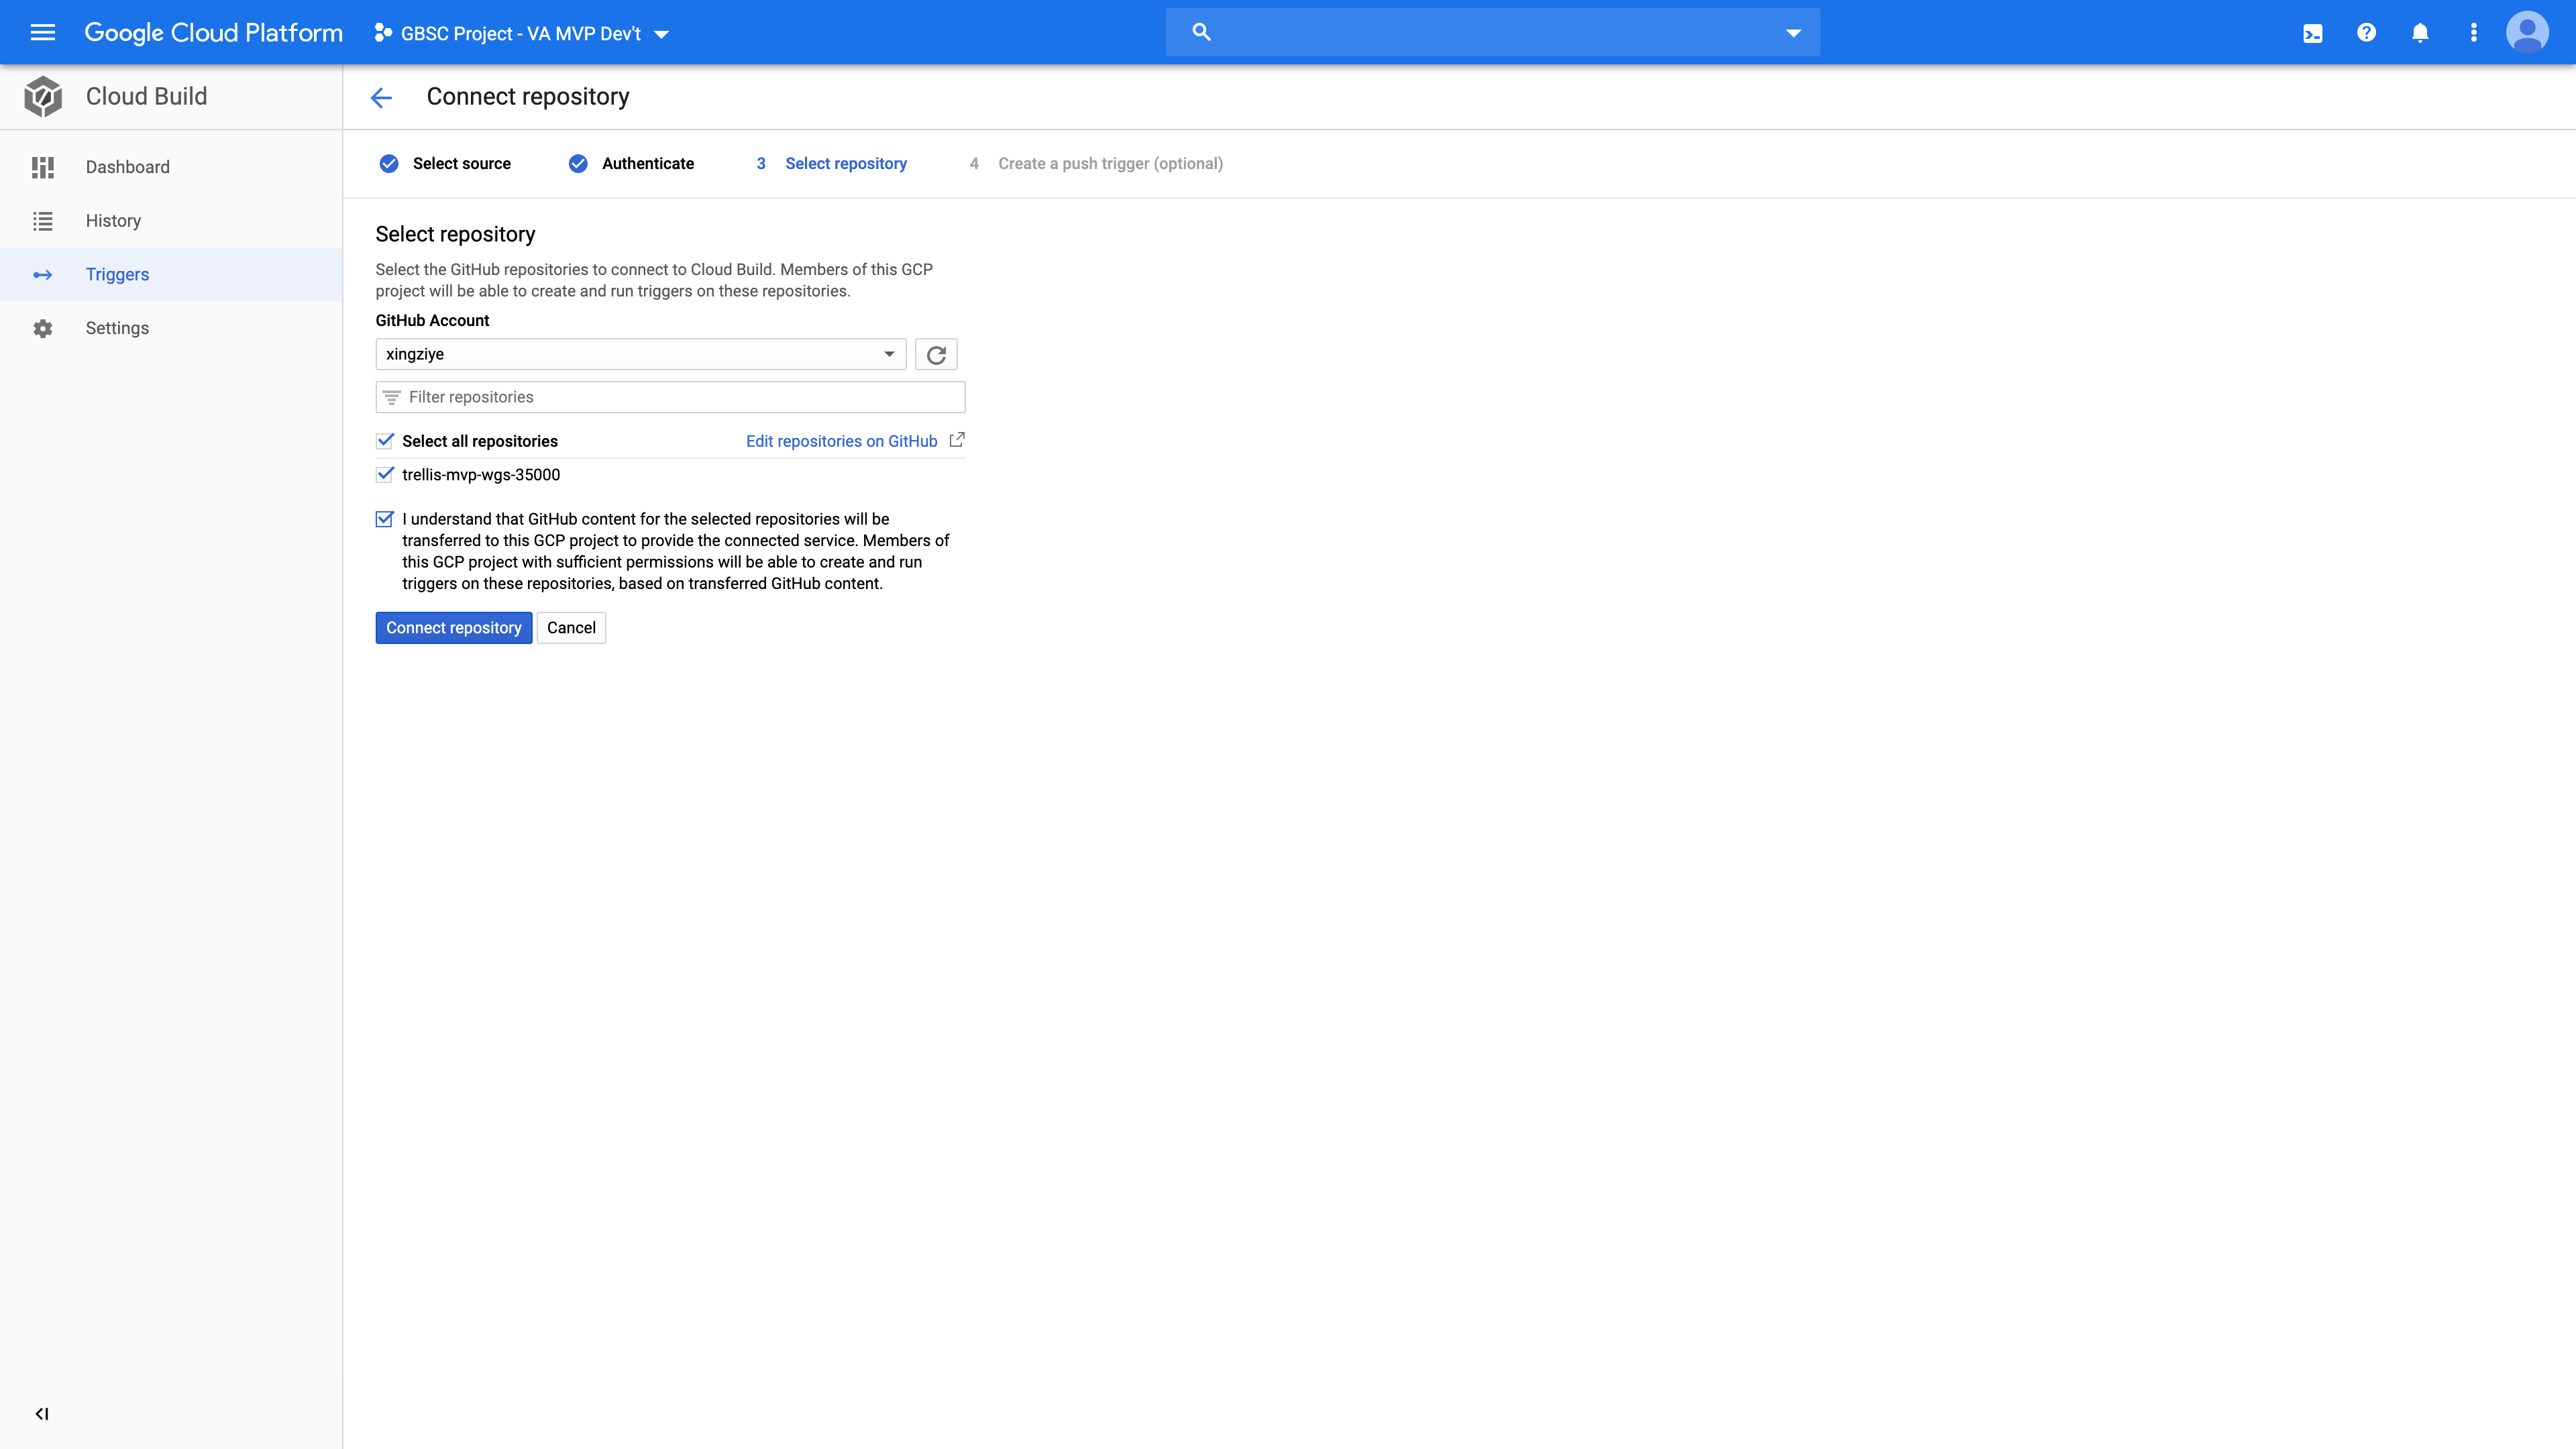 Google Cloud Platform
GBSC Project - VA MVP Dev't
Cloud Build
Connect repository
Dashboard
History
Triggers
Settings
Select source
Authenticate
3 Select repository
4 Create a push trigger (optional)
Select repository
Select the GitHub repositories to connect to Cloud Build. Members of this GCP
project will be able to create and run triggers on these repositories.
GitHub Account
xingziye
Filter repositories
Select all repositories
Edit repositories on GitHub
trellis-mvp-wgs-35000
I understand that GitHub content for the selected repositories will be
transferred to this GCP project to provide the connected service. Members of
this GCP project with sufficient permissions will be able to create and run
triggers on these repositories, based on transferred GitHub content.
Connect repository
Cancel